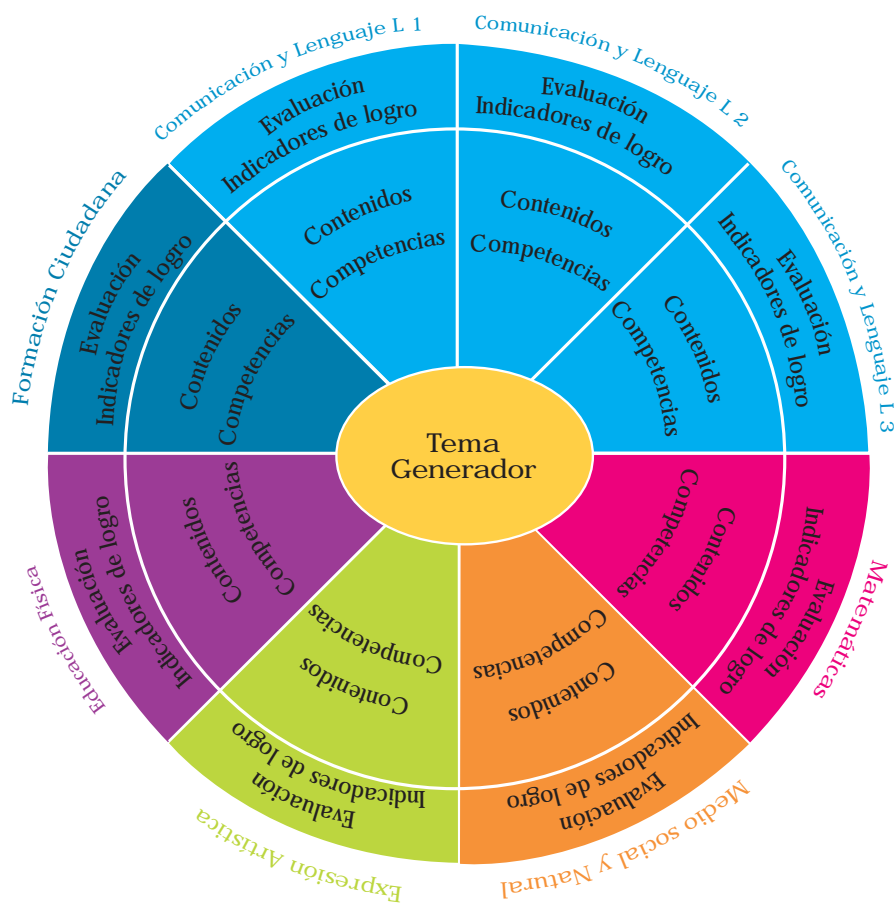 Comunicación y Lenguaje L 1
Evaluación
Indicadores de logro
Contenidos
Competencias
Comunicación y Lenguaje L 2
Evaluación
Indicadores de logro
Contenidos
Competencias
Comunicación y Lenguaje L 3
Evaluación
Indicadores de logro
Contenidos
Competencias
Matemáticas
Evaluación
Indicadores de logro
Contenidos
Competencias
Medio social y Natural
Evaluación
Indicadores de logro
Contenidos
Competencias
Expresión Artística
Evaluación
Indicadores de logro
Contenidos
Competencias
Educación Física
Evaluación
Indicadores de logro
Contenidos
Competencias
Formación Ciudadana
Evaluación
Indicadores de logro
Contenidos
Competencias
Tema
Generador